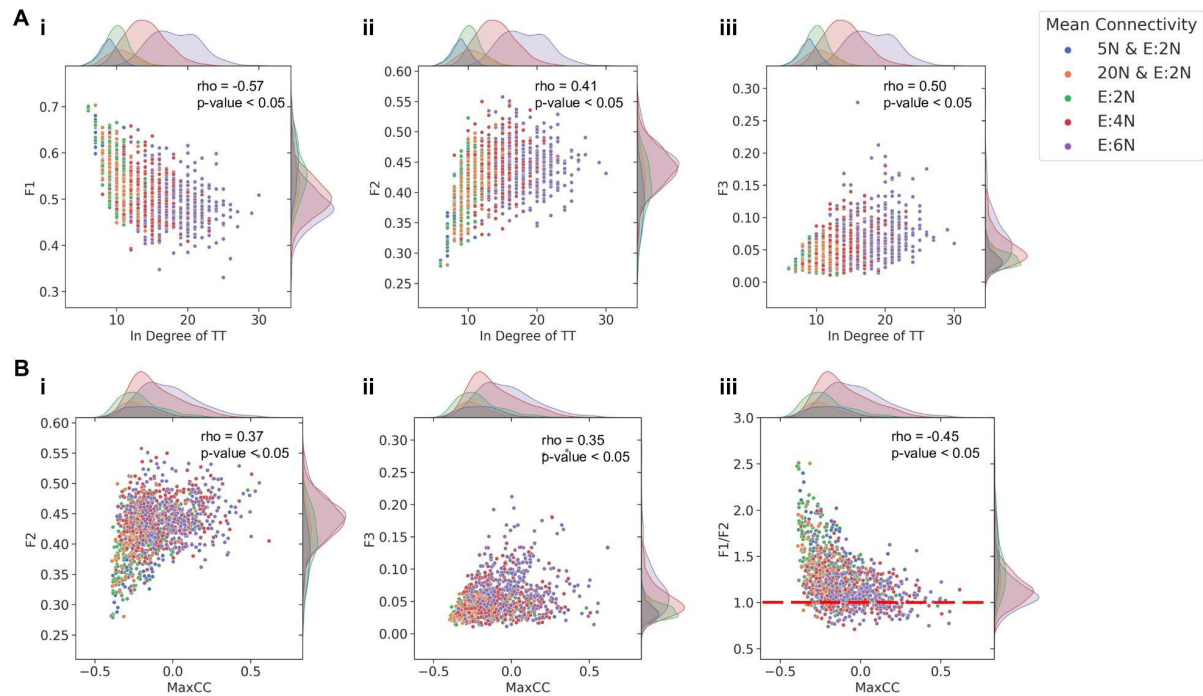 A
i
rho = -0.57
p-value < 0.05
F1
0.7
0.6
0.5
0.4
0.3
10
20
30
In Degree of TT
ii
rho = 0.41
p-value < 0.05
F2
0.60
0.55
0.50
0.45
0.40
0.35
0.30
0.25
10
20
30
In Degree of TT
iii
rho = 0.50
p-value < 0.05
F3
0.30
0.25
0.20
0.15
0.10
0.05
0.00
10
20
30
In Degree of TT
Mean Connectivity
5N & E:2N
20N & E:2N
E:2N
E:4N
E:6N
B
i
rho = 0.37
p-value < 0.05
F2
0.60
0.55
0.50
0.45
0.40
0.35
0.30
0.25
−0.5
0.0
0.5
MaxCC
ii
rho = 0.35
p-value < 0.05
F3
0.30
0.25
0.20
0.15
0.10
0.05
0.00
−0.5
0.0
0.5
MaxCC
iii
rho = -0.45
p-value < 0.05
F1/F2
3.0
2.5
2.0
1.5
1.0
0.5
−0.5
0.0
0.5
MaxCC